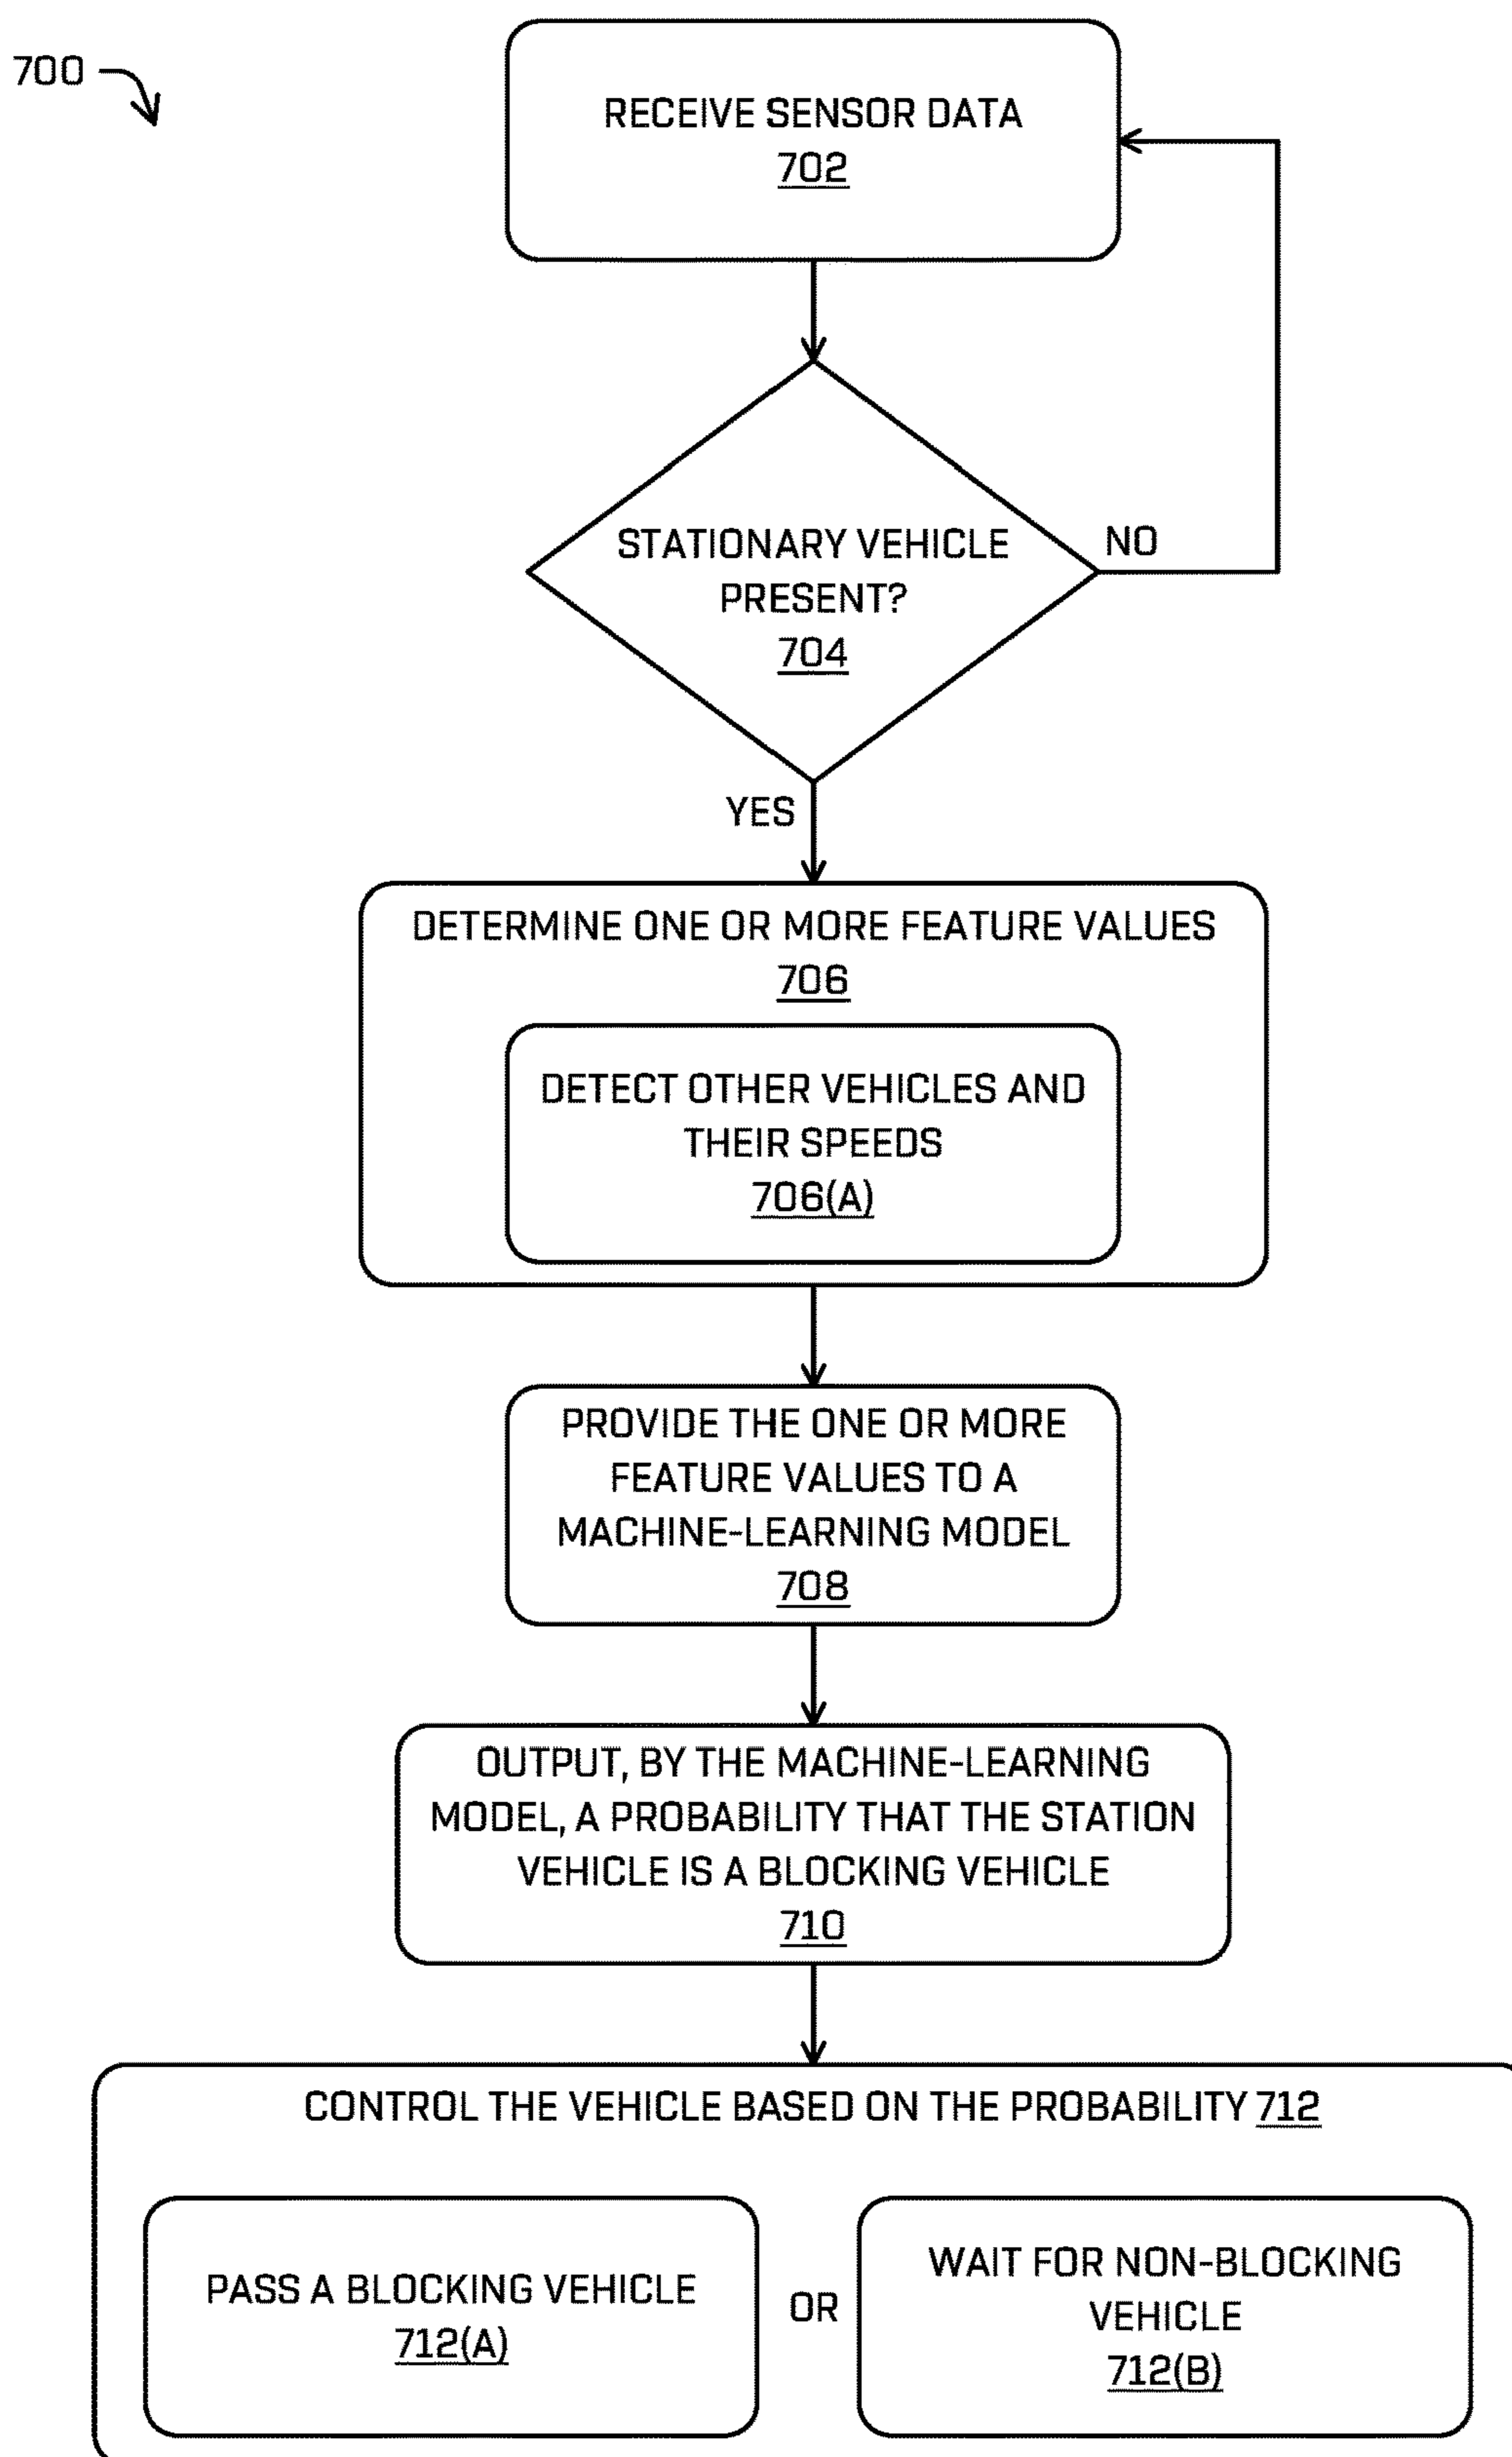 700
RECEIVE SENSOR DATA
702
STATIONARY VEHICLE
PRESENT?
704
NO
YES
DETERMINE ONE OR MORE FEATURE VALUES
706
DETECT OTHER VEHICLES AND
THEIR SPEEDS
706(A)
PROVIDE THE ONE OR MORE
FEATURE VALUES TO A
MACHINE-LEARNING MODEL
708
OUTPUT, BY THE MACHINE-LEARNING
MODEL, A PROBABILITY THAT THE STATION
VEHICLE IS A BLOCKING VEHICLE
710
CONTROL THE VEHICLE BASED ON THE PROBABILITY 712
PASS A BLOCKING VEHICLE
712(A)
OR
WAIT FOR NON-BLOCKING
VEHICLE
712(B)